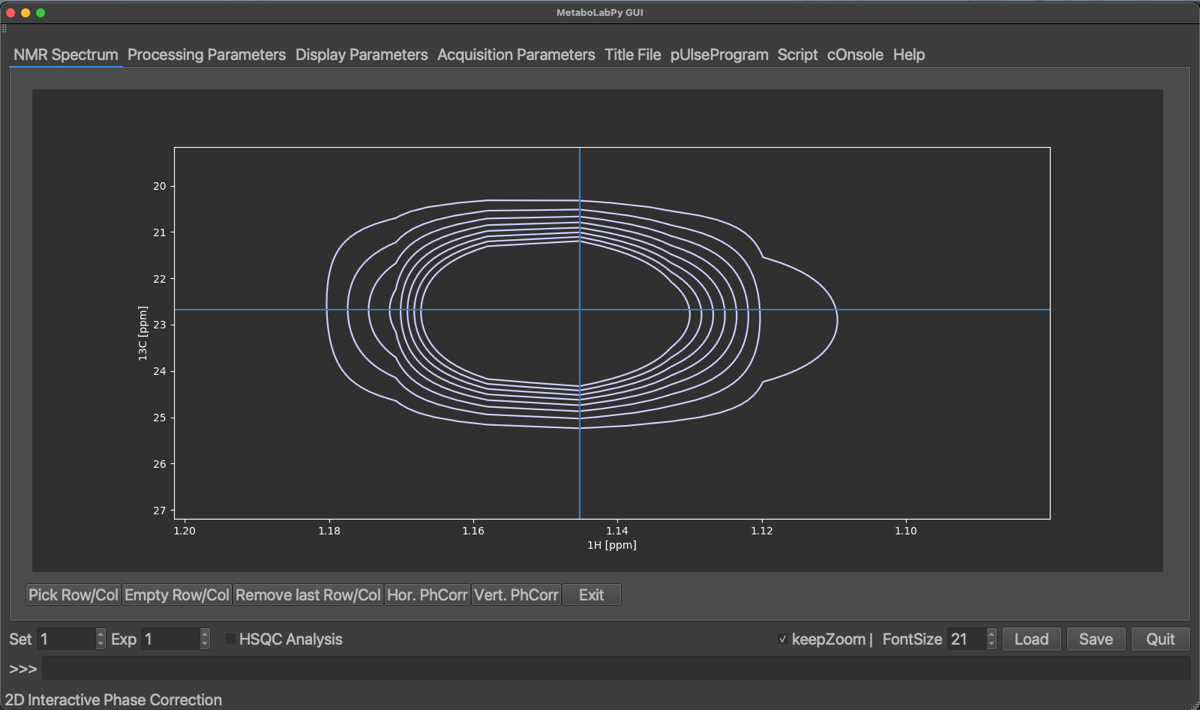 MetaboLabPy GUI
NMR Spectrum Processing Parameters Display Parameters Acquisition Parameters Title File pUlseProgram Script cOnsole Help
20
21
22
23
24
25
26
27
13C [ppm]
1.20 1.18 1.16 1.14 1.12 1.10
1H [ppm]
Pick Row/Col Empty Row/Col Remove last Row/Col Hor. PhCorr Vert. PhCorr Exit
Set 1 Exp 1 HSQC Analysis keepZoom | FontSize 21 Load Save Quit
>>>
2D Interactive Phase Correction